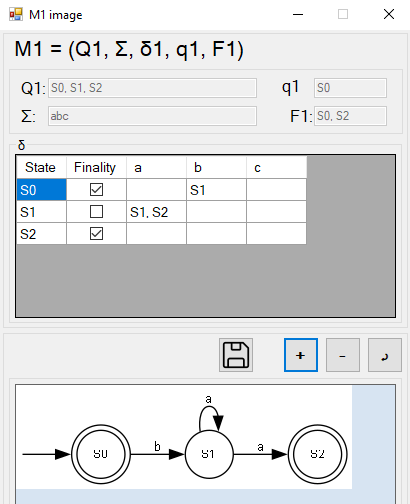 M1 image
M1 = (Q1, Σ, δ1, q1, F1)
Q1: S0, S1, S2 q1 S0
Σ: abc F1: S0, S2
δ
State Finality a b c
S0 S1
S1 S1, S2
S2
+ -
a
S0 b S1 a S2